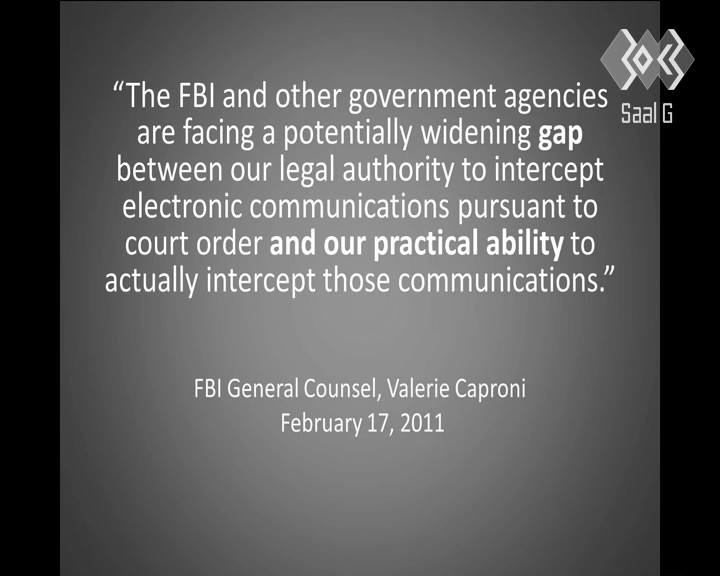 “The FBI and other government agencies
are facing a potentially widening gap
between our legal authority to intercept
electronic communications pursuant to
court order and our practical ability to
actually intercept those communications.”
FBI General Counsel, Valerie Caproni
February 17, 2011
Saal G